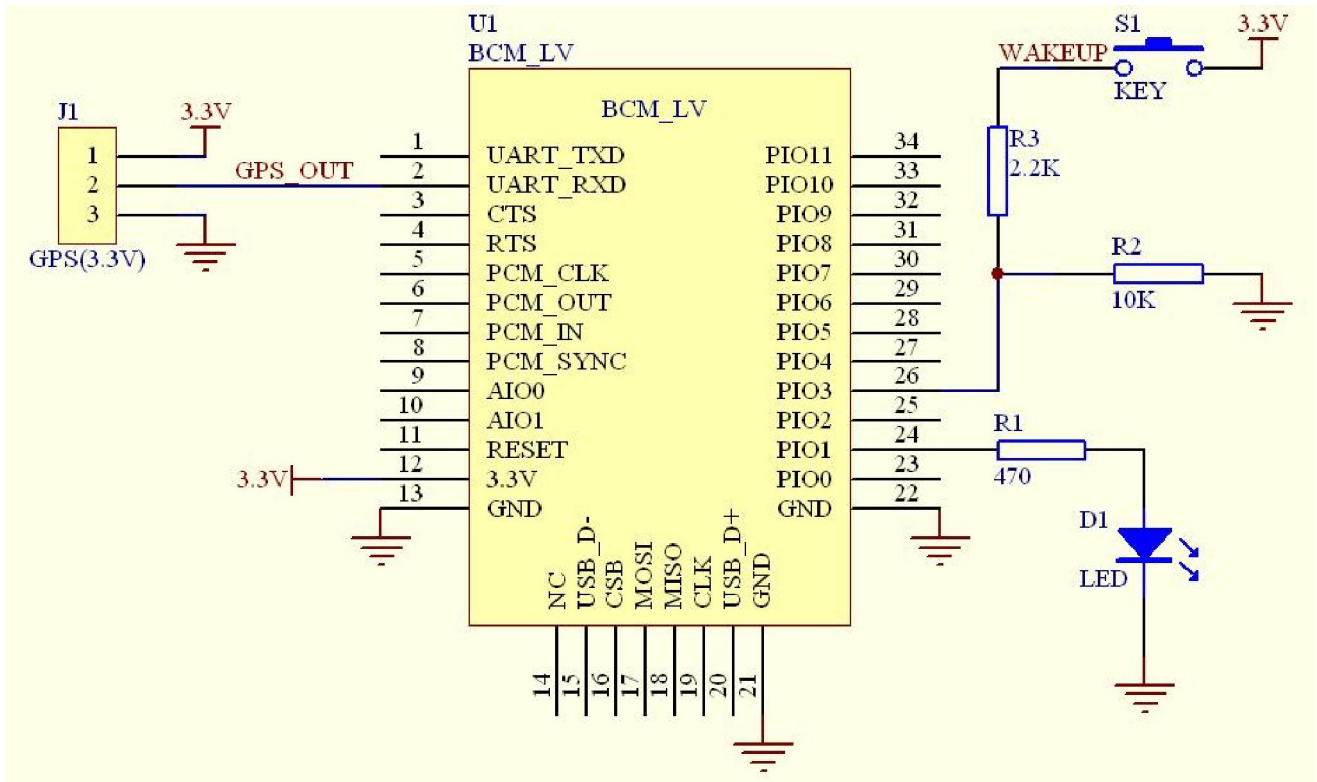 U1
BCM_LV
BCM_LV
J1
3.3V
1
2
3
GPS_OUT
GPS(3.3V)
1 UART_TXD
2 UART_RXD
3 CTS
4 RTS
5 PCM_CLK
6 PCM_OUT
7 PCM_IN
8 PCM_SYNC
9 AIO0
10 AIO1
11 RESET
3.3V 12 3.3V
13 GND
14 NC
15 USB_D-
16 CSB
17 MOSI
18 MISO
19 CLK
20 USB_D+
21 GND
PIO11 34
PIO10 33
PIO9 32
PIO8 31
PIO7 30
PIO6 29
PIO5 28
PIO4 27
PIO3 26
PIO2 25
PIO1 24
PIO0 23
GND 22
S1
3.3V
WAKEUP
KEY
R3
2.2K
R2
10K
R1
470
D1
LED